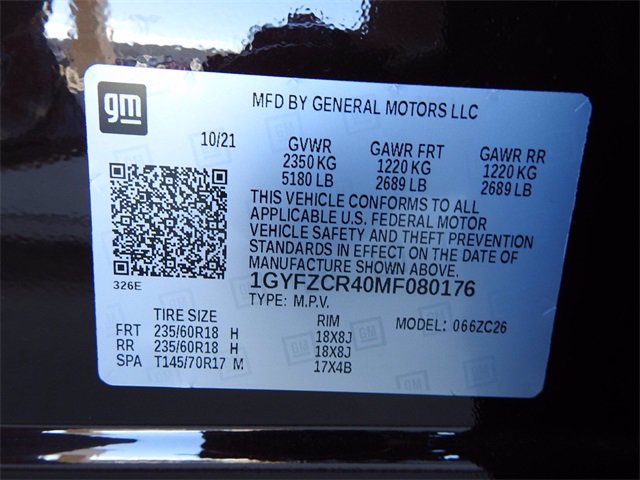 gm
MFD BY GENERAL MOTORS LLC
10/21 GVWR GAWR FRT GAWR RR
2350 KG 1220 KG 1220 KG
5180 LB 2689 LB 2689 LB
THIS VEHICLE CONFORMS TO ALL
APPLICABLE U.S. FEDERAL MOTOR
VEHICLE SAFETY AND THEFT PREVENTION
STANDARDS IN EFFECT ON THE DATE OF
MANUFACTURE SHOWN ABOVE.
326E
1GYFZCR40MF080176
TYPE: M.P.V.
TIRE SIZE RIM MODEL: 066ZC26
FRT 235/60R18 H 18X8J
RR 235/60R18 H 18X8J
SPA T145/70R17 M 17X4B